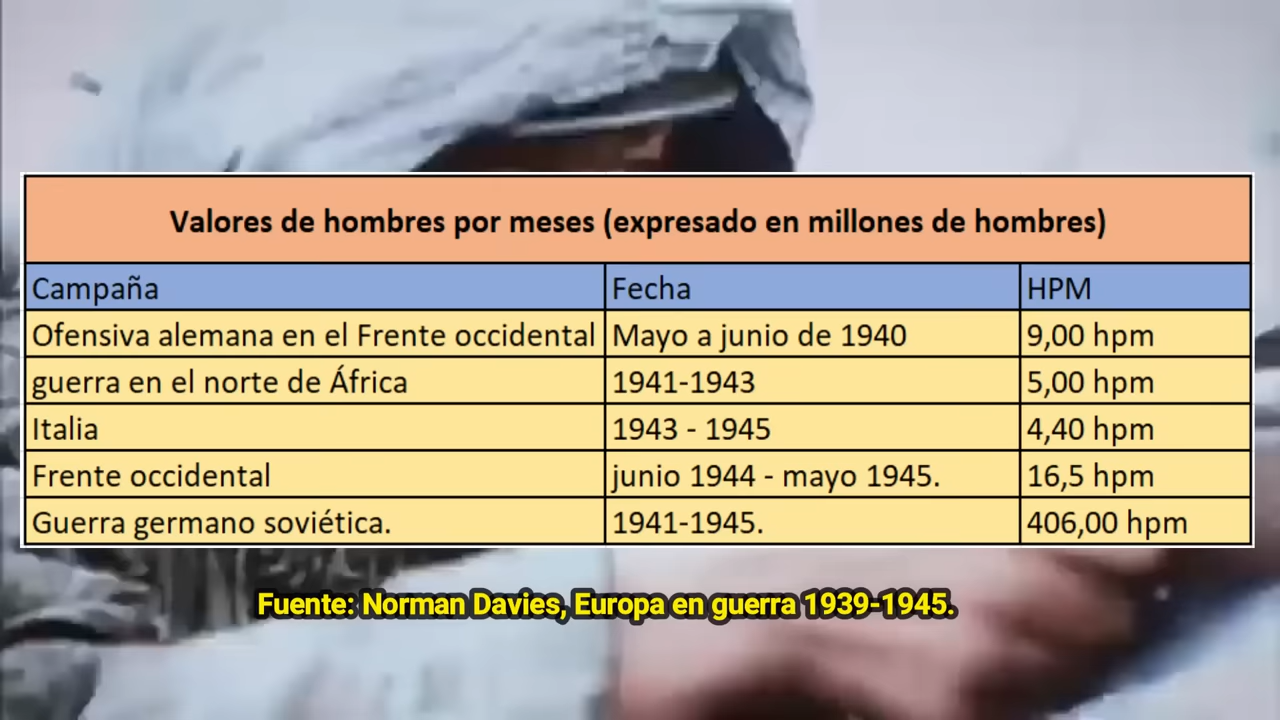 Valores de hombres por meses (expresado en millones de hombres)
Campaña Fecha HPM
Ofensiva alemana en el Frente occidental Mayo a junio de 1940 9,00 hpm
guerra en el norte de África 1941-1943 5,00 hpm
Italia 1943 - 1945 4,40 hpm
Frente occidental junio 1944 - mayo 1945. 16,5 hpm
Guerra germano soviética. 1941-1945. 406,00 hpm
Fuente: Norman Davies, Europa en guerra 1939-1945.